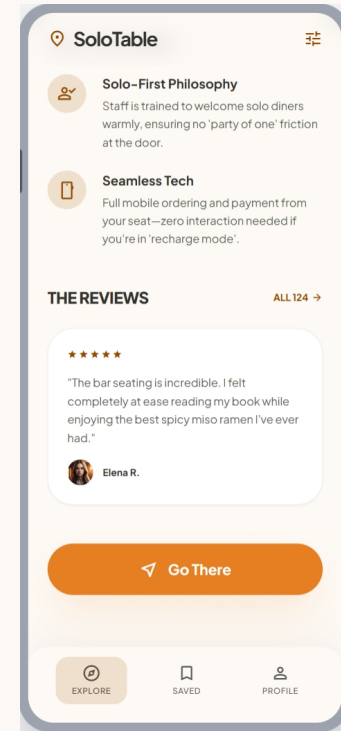 SoloTable
Solo-First Philosophy
Staff is trained to welcome solo diners
warmly, ensuring no 'party of one' friction
at the door.
Seamless Tech
Full mobile ordering and payment from
your seat—zero interaction needed if
you're in 'recharge mode'.
THE REVIEWS
ALL 124 →
"The bar seating is incredible. I felt
completely at ease reading my book while
enjoying the best spicy miso ramen I've ever
had."
Elena R.
Go There
EXPLORE
SAVED
PROFILE